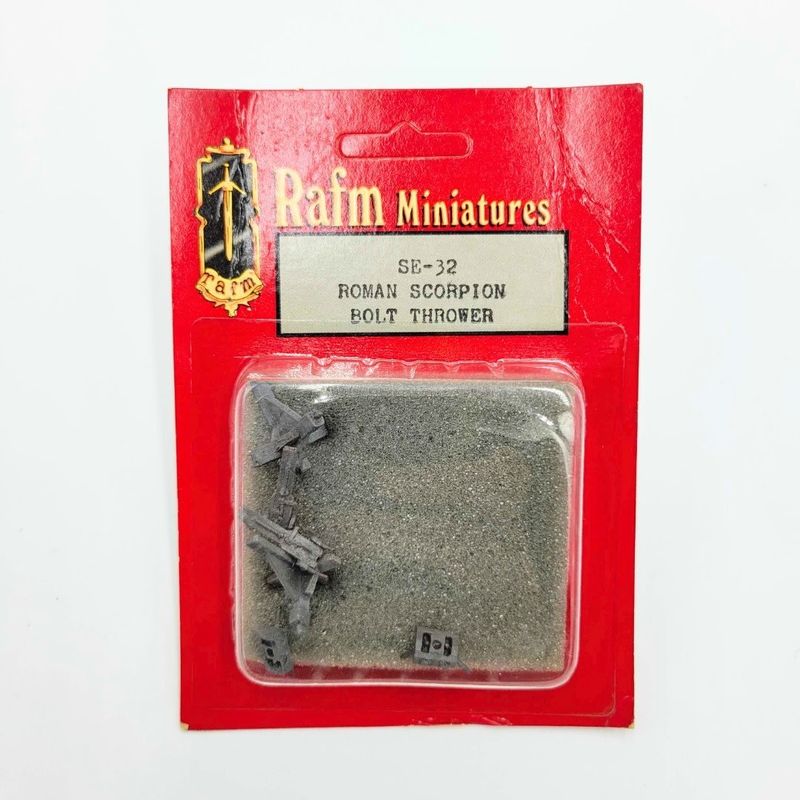 Rafm Miniatures
rafm
SE-32
ROMAN SCORPION
BOLT THROWER